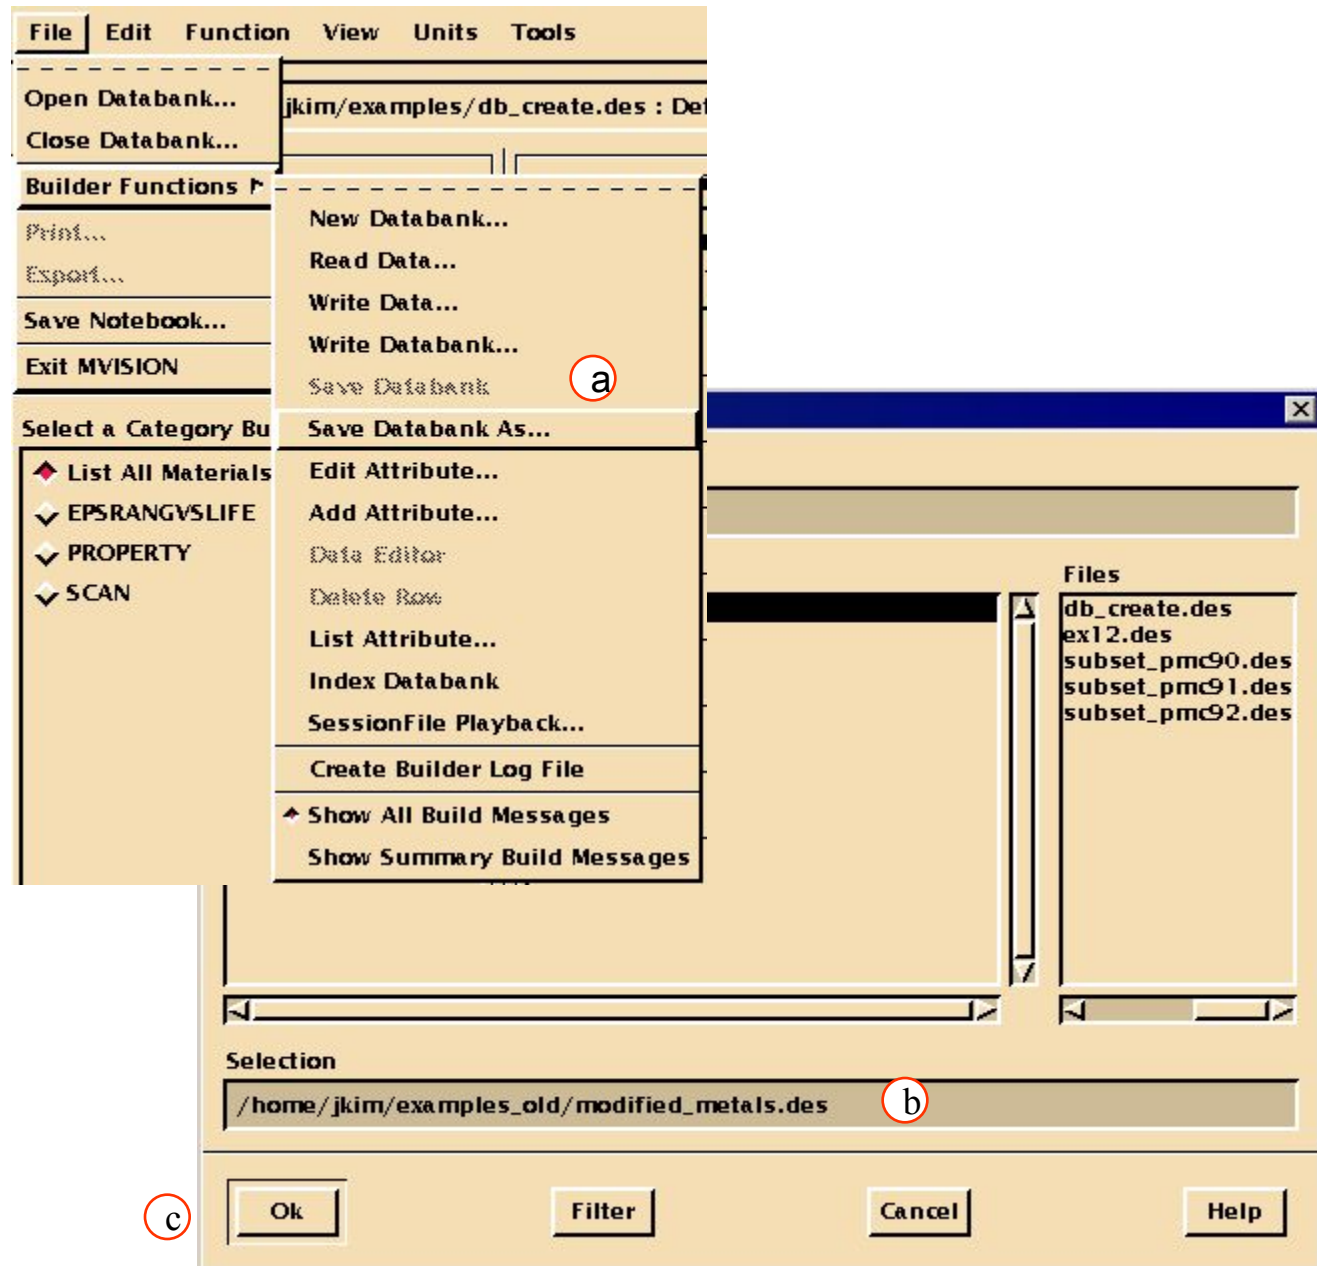 File Edit Function View Units Tools
Open Databank...
jkim/examples/db_create.des : Def
Close Databank...
Builder Functions
Print...
Export...
Save Notebook...
Exit MVISION
New Databank...
Read Data...
Write Data...
Write Databank...
Save Databank
a
Save Databank As...
Edit Attribute...
Add Attribute...
Data Editor
Delete Row
List Attribute...
Index Databank
SessionFile Playback...
Create Builder Log File
Show All Build Messages
Show Summary Build Messages
Select a Category Bu
List All Materials
EPSRANGVSLIFE
PROPERTY
SCAN
Files
db_create.des
ex12.des
subset_pmc90.des
subset_pmc91.des
subset_pmc92.des
Selection
/home/jkim/examples_old/modified_metals.des
b
c
Ok Filter Cancel Help